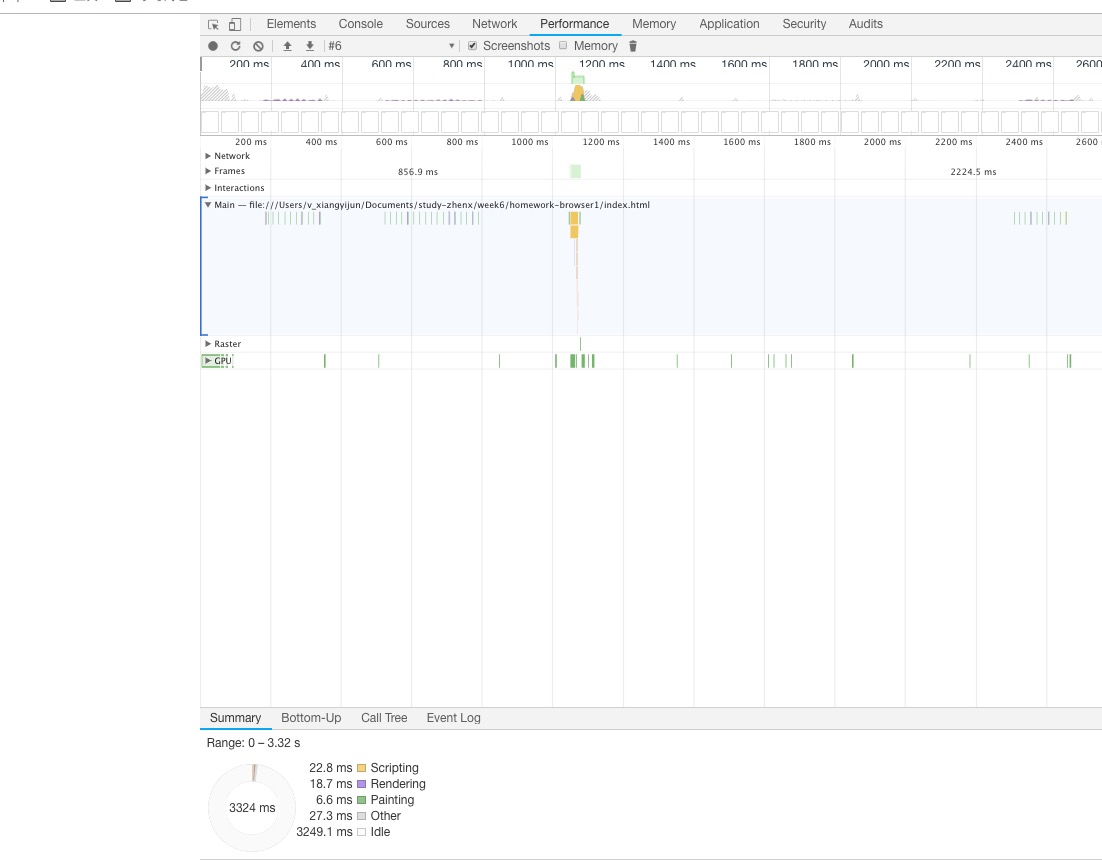 Elements Console Sources Network Performance Memory Application Security Audits
#6 Screenshots Memory
200 ms 400 ms 600 ms 800 ms 1000 ms 1200 ms 1400 ms 1600 ms 1800 ms 2000 ms 2200 ms 2400 ms 2600
200 ms 400 ms 600 ms 800 ms 1000 ms 1200 ms 1400 ms 1600 ms 1800 ms 2000 ms 2200 ms 2400 ms 2600
Network
Frames 856.9 ms 2224.5 ms
Interactions
Main — file:///Users/v_xiangyijun/Documents/study-zhenx/week6/homework-browser1/index.html
Raster
GPU
Summary Bottom-Up Call Tree Event Log
Range: 0 – 3.32 s
22.8 ms Scripting
18.7 ms Rendering
6.6 ms Painting
3324 ms
27.3 ms Other
3249.1 ms Idle